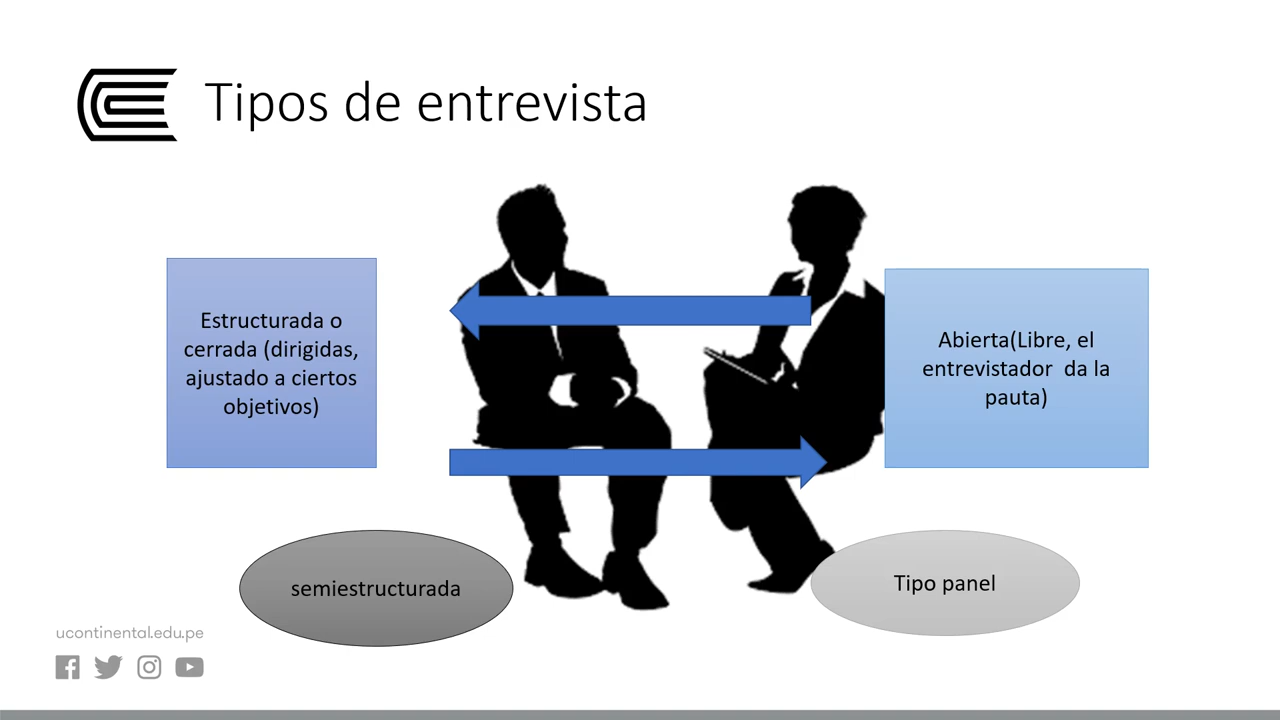 Tipos de entrevista
Estructurada o
cerrada (dirigidas,
ajustado a ciertos
objetivos)
Abierta(Libre, el
entrevistador  da la
pauta)
semiestructurada
Tipo panel
ucontinental.edu.pe